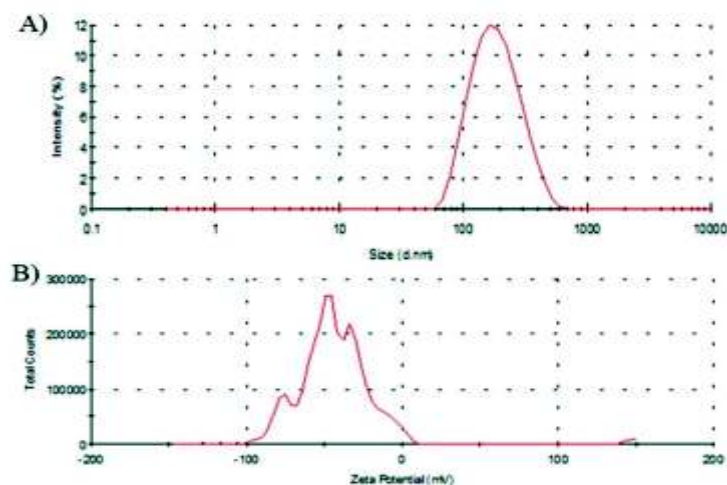 A)
12
10
8
6
4
2
0
Intensity (%)
0.1 1 10 100 1000 10000
Size (d.nm)
B)
300000
200000
100000
0
Total Counts
-200 -100 0 100 200
Zeta Potential (mV)